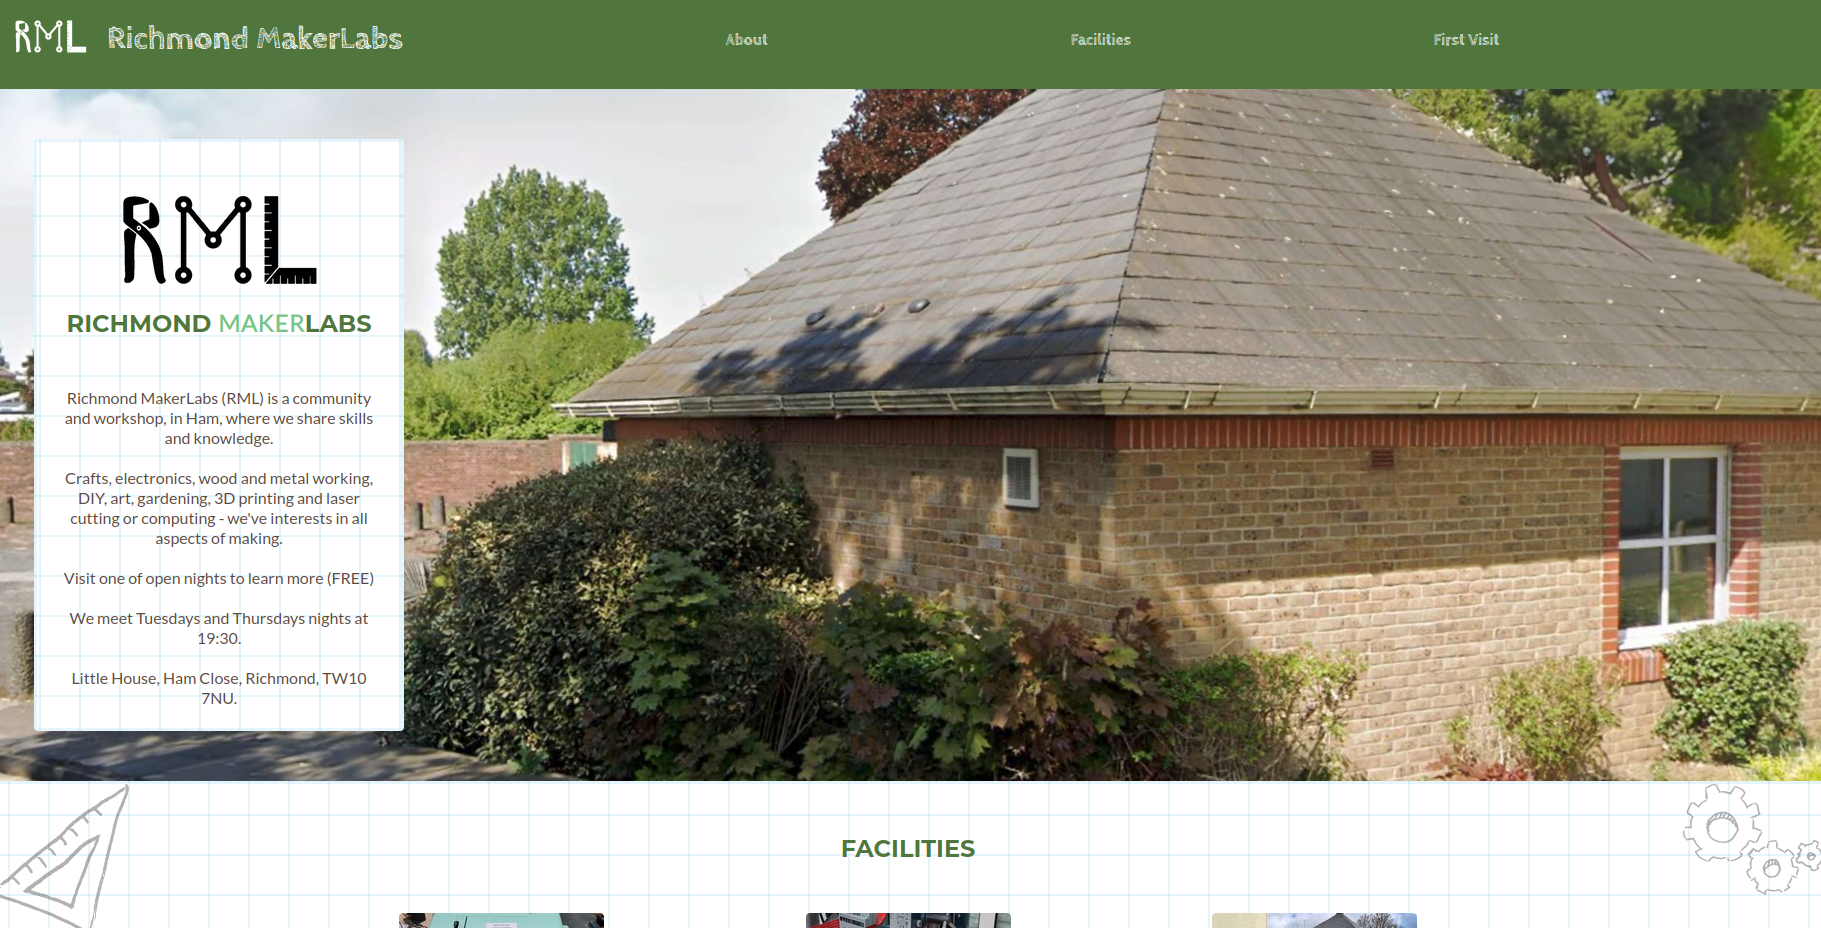 RML Richmond MakerLabs About Facilities First Visit
RML
RICHMOND MAKERLABS
Richmond MakerLabs (RML) is a community
and workshop, in Ham, where we share skills
and knowledge.
Crafts, electronics, wood and metal working,
DIY, art, gardening, 3D printing and laser
cutting or computing - we've interests in all
aspects of making.
Visit one of open nights to learn more (FREE)
We meet Tuesdays and Thursdays nights at
19:30.
Little House, Ham Close, Richmond, TW10
7NU.
FACILITIES